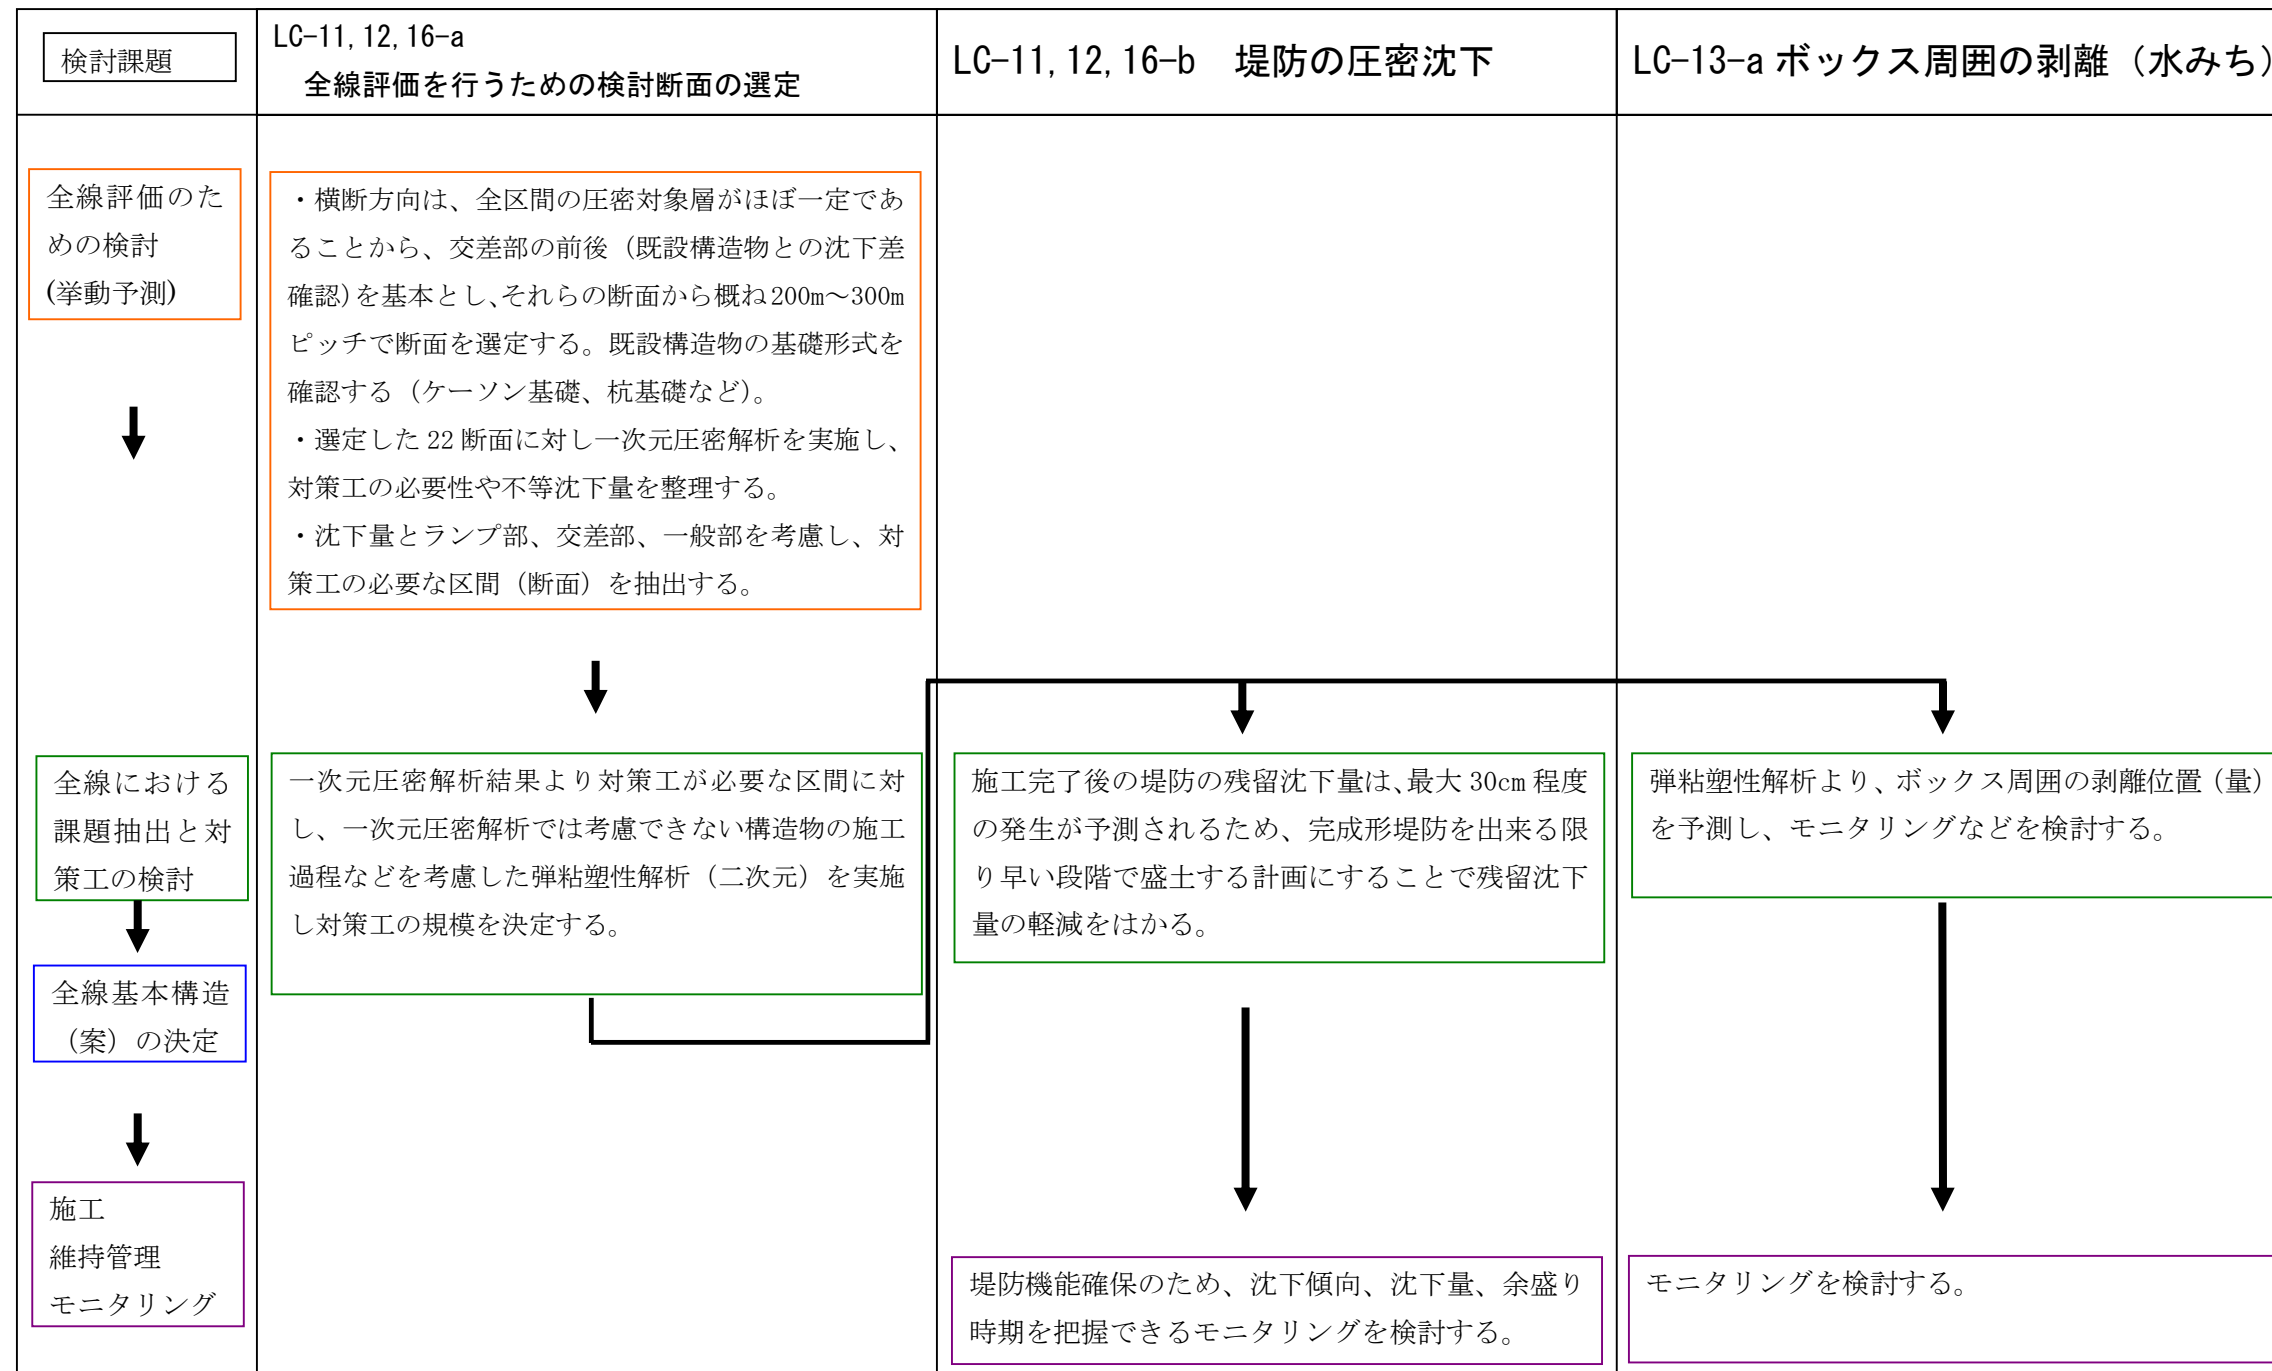 検討課題
LC-11,12,16-a
全線評価を行うための検討断面の選定
LC-11,12,16-b　堤防の圧密沈下
LC-13-a ボックス周囲の剥離（水みち）
全線評価のた
めの検討
(挙動予測)
・横断方向は、全区間の圧密対象層がほぼ一定であ
ることから、交差部の前後（既設構造物との沈下差
確認）を基本とし、それらの断面から概ね200m～300m
ピッチで断面を選定する。既設構造物の基礎形式を
確認する（ケーソン基礎、杭基礎など）。
・選定した 22 断面に対し一次元圧密解析を実施し、
対策工の必要性や不等沈下量を整理する。
・沈下量とランプ部、交差部、一般部を考慮し、対
策工の必要な区間（断面）を抽出する。
全線における
課題抽出と対
策工の検討
一次元圧密解析結果より対策工が必要な区間に対
し、一次元圧密解析では考慮できない構造物の施工
過程などを考慮した弾粘塑性解析（二次元）を実施
し対策工の規模を決定する。
施工完了後の堤防の残留沈下量は、最大 30cm 程度
の発生が予測されるため、完成形堤防を出来る限
り早い段階で盛土する計画にすることで残留沈下
量の軽減をはかる。
弾粘塑性解析より、ボックス周囲の剥離位置（量）
を予測し、モニタリングなどを検討する。
全線基本構造
（案）の決定
施工
維持管理
モニタリング
堤防機能確保のため、沈下傾向、沈下量、余盛り
時期を把握できるモニタリングを検討する。
モニタリングを検討する。